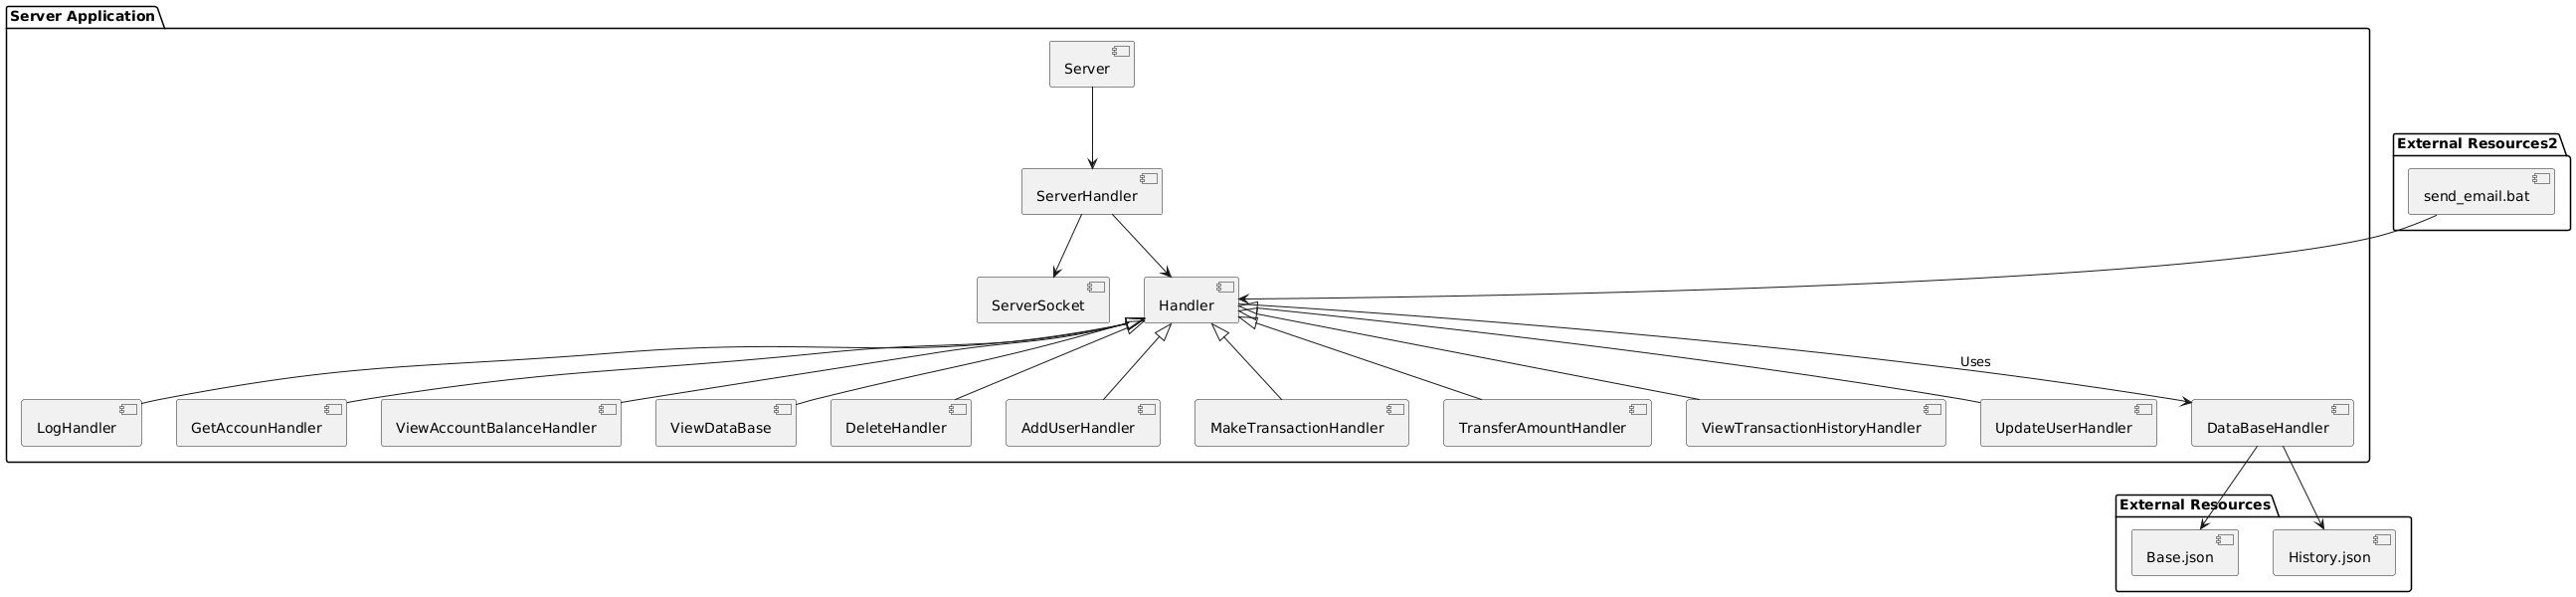 Server Application
Server
External Resources2
send_email.bat
ServerHandler
ServerSocket
Handler
Uses
LogHandler
GetAccounHandler
ViewAccountBalanceHandler
ViewDataBase
DeleteHandler
AddUserHandler
MakeTransactionHandler
TransferAmountHandler
ViewTransactionHistoryHandler
UpdateUserHandler
DataBaseHandler
External Resources
Base.json
History.json